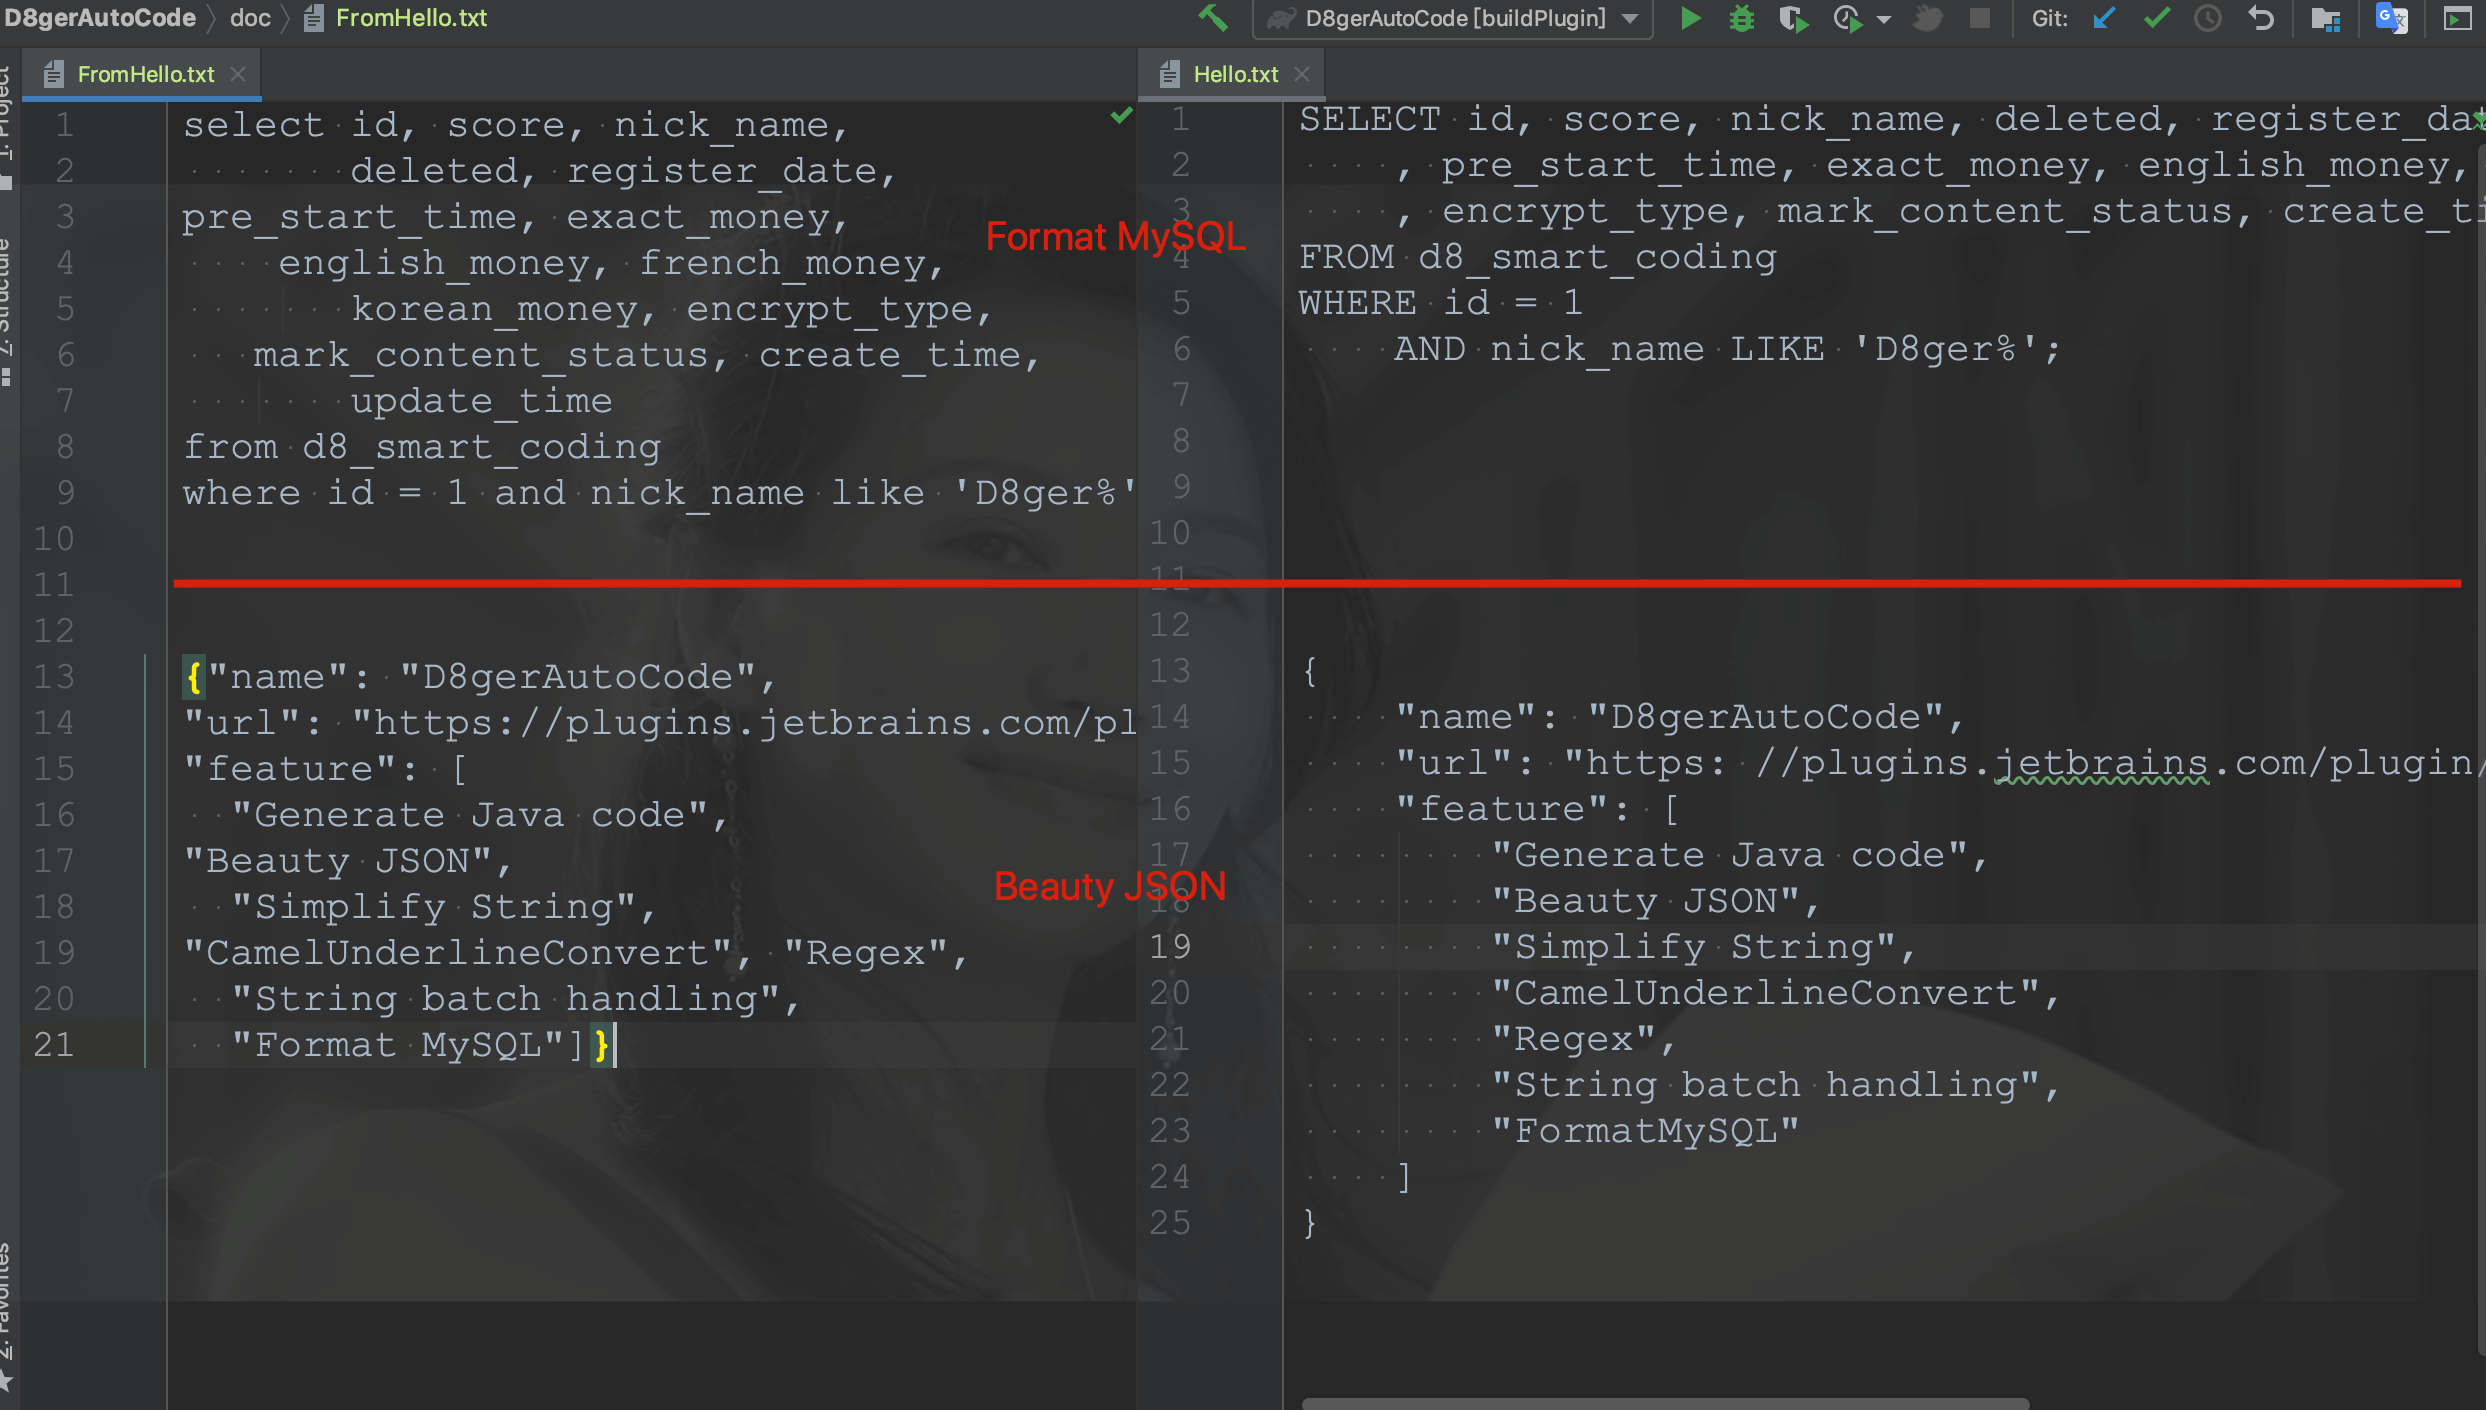 D8gerAutoCode doc FromHello.txt
D8gerAutoCode [buildPlugin]
Git:
1: Project
7: Structure
2: Favorites
FromHello.txt
1 select id, score, nick_name,
2 deleted, register_date,
3 pre_start_time, exact_money,
4 english_money, french_money,
5 korean_money, encrypt_type,
6 mark_content_status, create_time,
7 update_time
8 from d8_smart_coding
9 where id = 1 and nick_name like 'D8ger%'
10
11
12
13 {"name": "D8gerAutoCode",
14 "url": "https://plugins.jetbrains.com/pl
15 "feature": [
16 "Generate Java code",
17 "Beauty JSON",
18 "Simplify String",
19 "CamelUnderlineConvert", "Regex",
20 "String batch handling",
21 "Format MySQL"]}
Format MySQL
Beauty JSON
Hello.txt
1 SELECT id, score, nick_name, deleted, register_da
2 , pre_start_time, exact_money, english_money,
3 , encrypt_type, mark_content_status, create_ti
4 FROM d8_smart_coding
5 WHERE id = 1
6 AND nick_name LIKE 'D8ger%';
7
8
9
10
11
12
13 {
14 "name": "D8gerAutoCode",
15 "url": "https: //plugins.jetbrains.com/plugin/
16 "feature": [
17 "Generate Java code",
18 "Beauty JSON",
19 "Simplify String",
20 "CamelUnderlineConvert",
21 "Regex",
22 "String batch handling",
23 "FormatMySQL"
24 ]
25 }